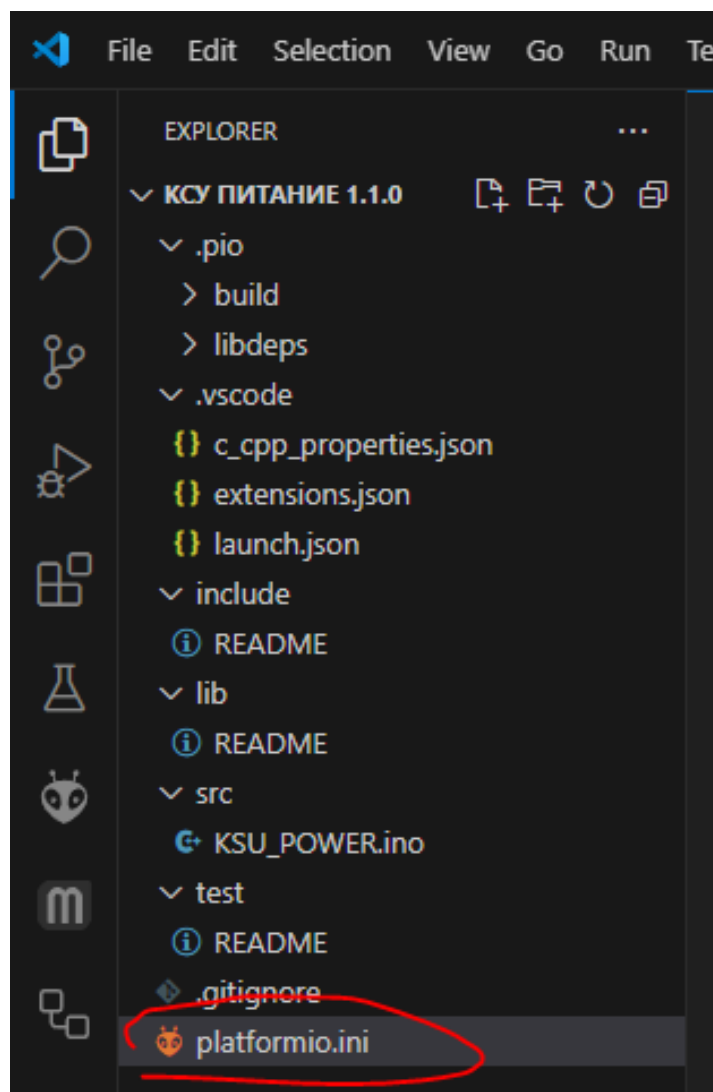 File Edit Selection View Go Run Te
EXPLORER
КСУ ПИТАНИЕ 1.1.0
.pio
build
libdeps
.vscode
{} c_cpp_properties.json
{} extensions.json
{} launch.json
include
README
lib
README
src
KSU_POWER.ino
test
README
.gitignore
platformio.ini